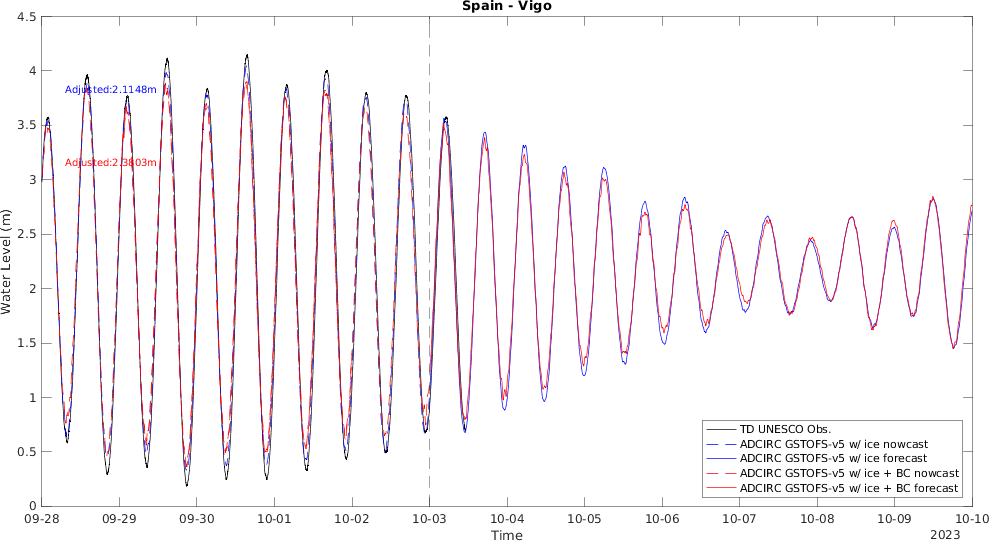 Spain - Vigo
4.5
4
3.5
3
2.5
2
1.5
1
0.5
0
Water Level (m)
Adjusted:2.1148m
Adjusted:2.3803m
TD UNESCO Obs.
ADCIRC GSTOFS-v5 w/ ice nowcast
ADCIRC GSTOFS-v5 w/ ice forecast
ADCIRC GSTOFS-v5 w/ ice + BC nowcast
ADCIRC GSTOFS-v5 w/ ice + BC forecast
09-28 09-29 09-30 10-01 10-02 10-03 10-04 10-05 10-06 10-07 10-08 10-09 10-10
Time
2023